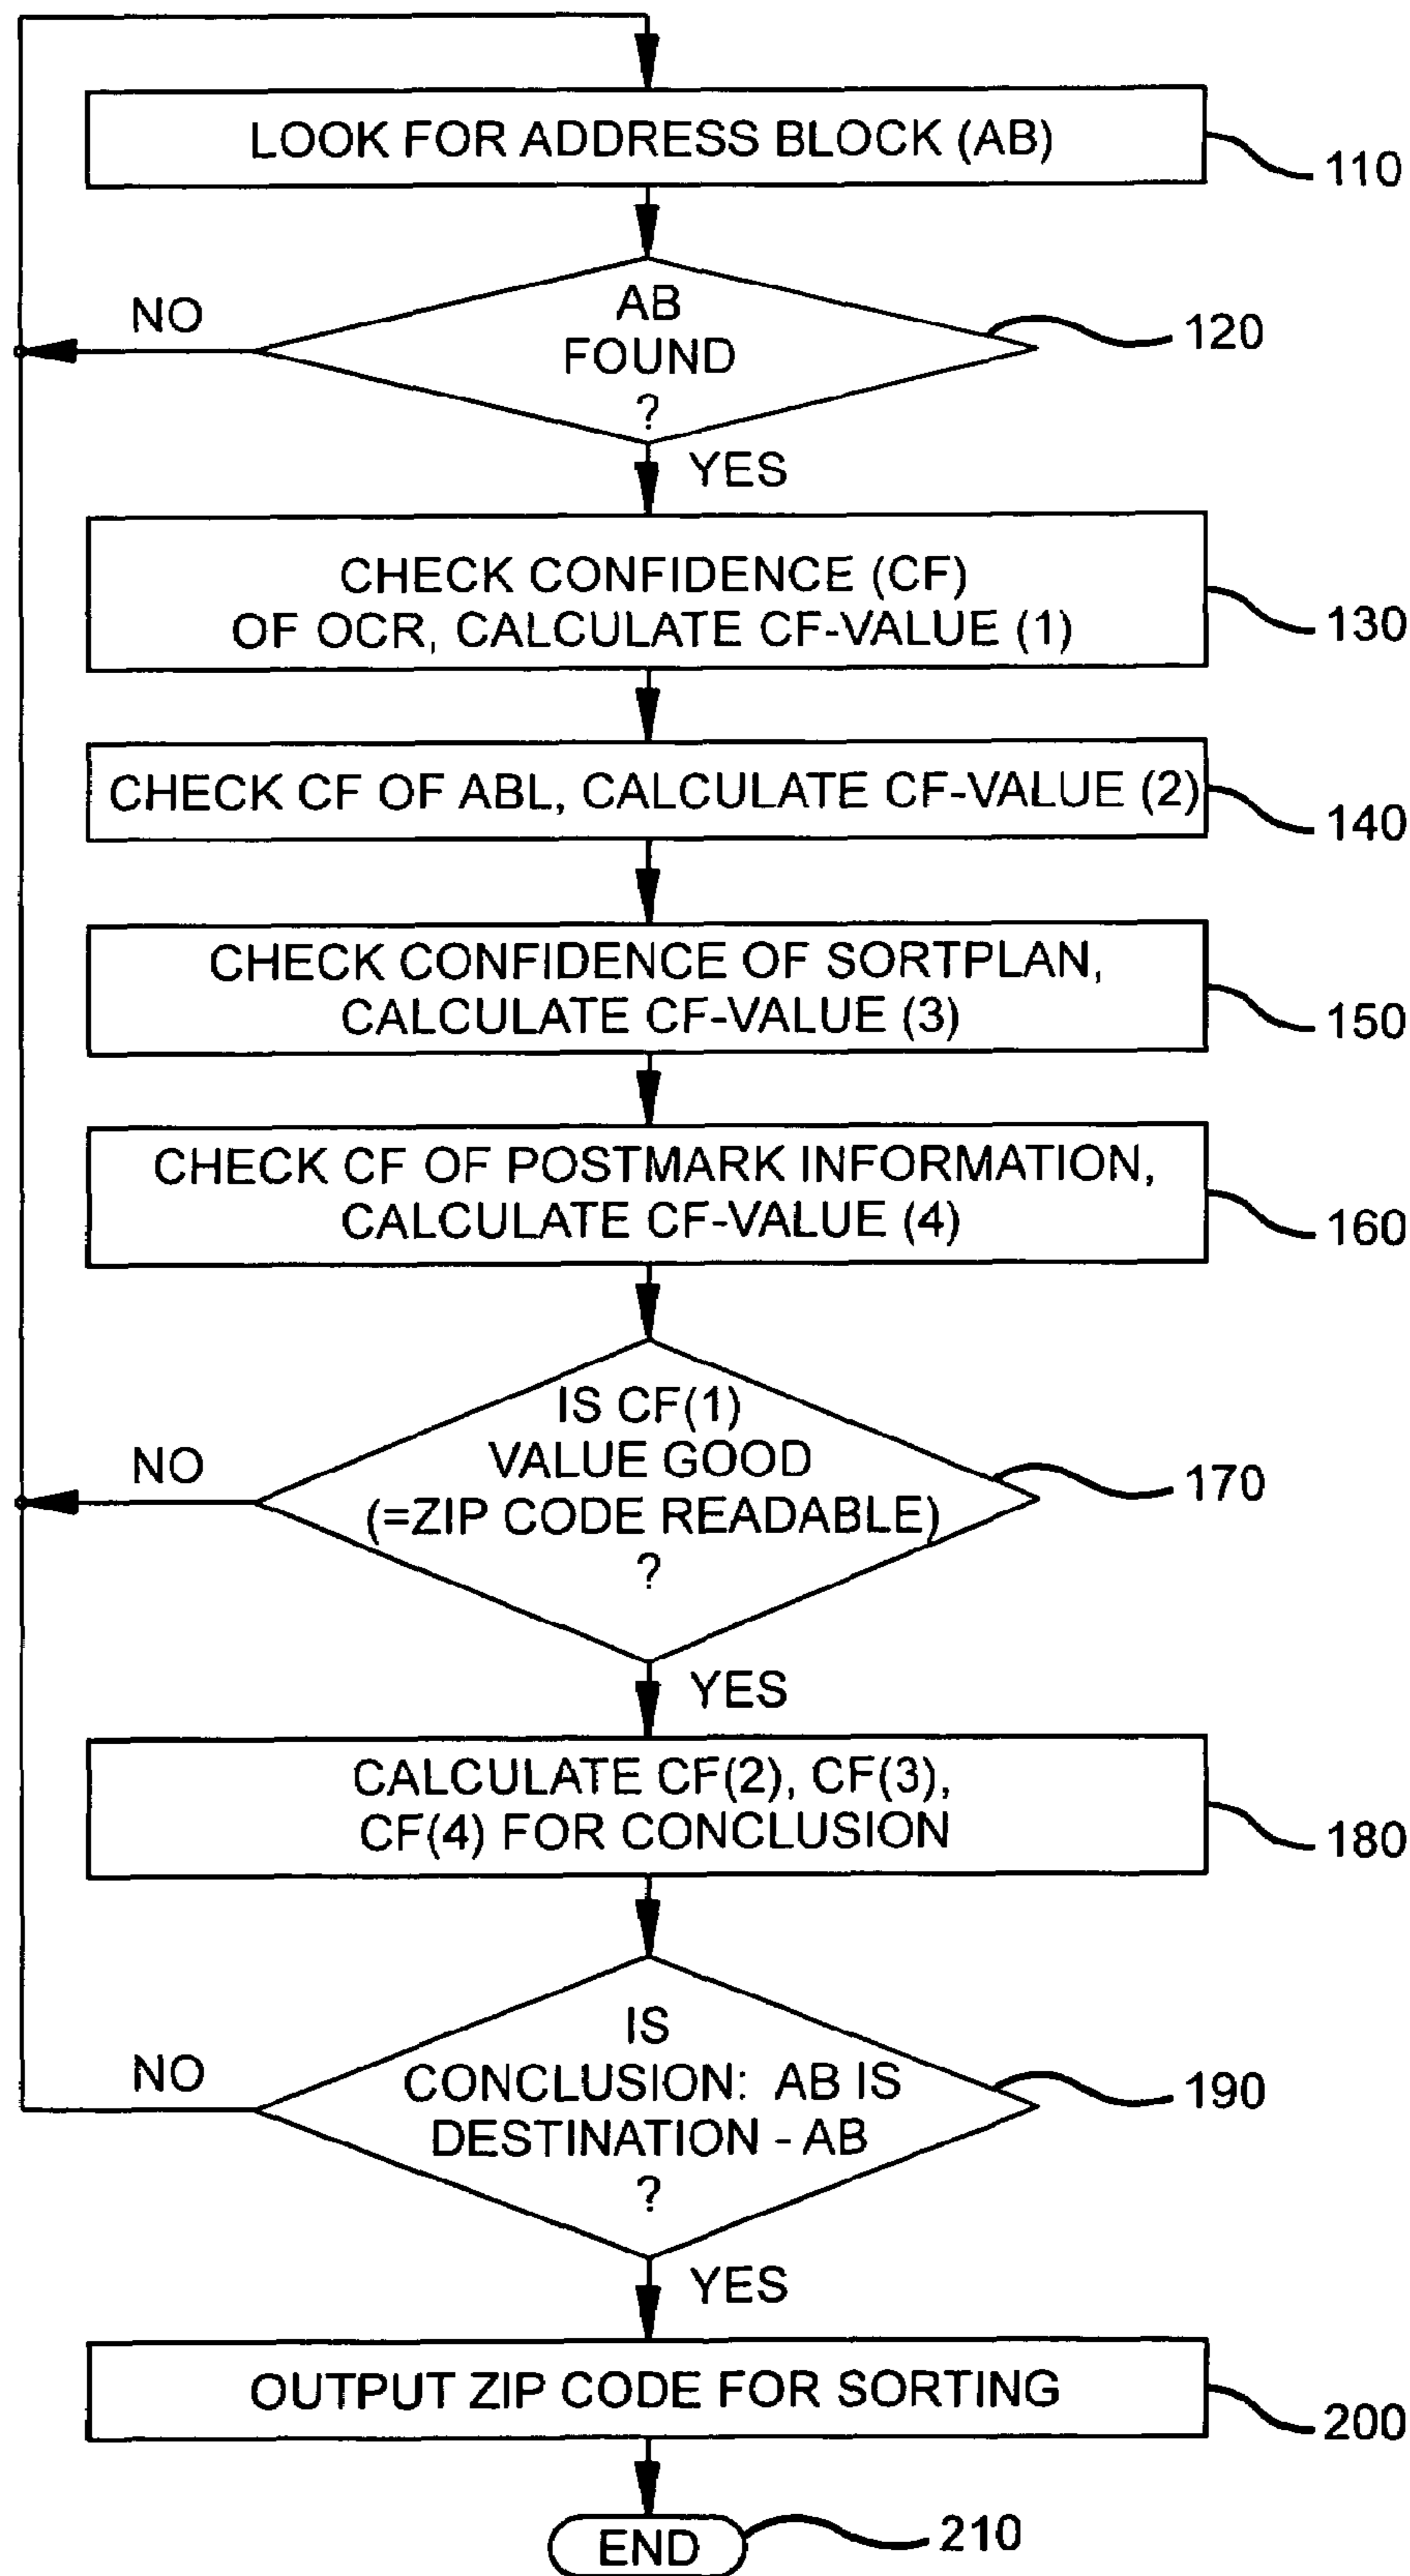 LOOK FOR ADDRESS BLOCK (AB)
110
AB
FOUND
?
120
NO
YES
CHECK CONFIDENCE (CF)
OF OCR, CALCULATE CF-VALUE (1)
130
CHECK CF OF ABL, CALCULATE CF-VALUE (2)
140
CHECK CONFIDENCE OF SORTPLAN,
CALCULATE CF-VALUE (3)
150
CHECK CF OF POSTMARK INFORMATION,
CALCULATE CF-VALUE (4)
160
IS CF(1)
VALUE GOOD
(=ZIP CODE READABLE)
?
170
NO
YES
CALCULATE CF(2), CF(3),
CF(4) FOR CONCLUSION
180
IS
CONCLUSION: AB IS
DESTINATION - AB
?
190
NO
YES
OUTPUT ZIP CODE FOR SORTING
200
END
210